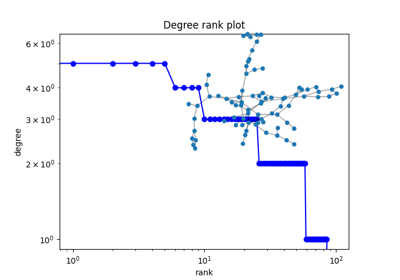 Degree rank plot
6 × 10⁰
4 × 10⁰
3 × 10⁰
2 × 10⁰
10⁰
degree
10⁰
10¹
10²
rank